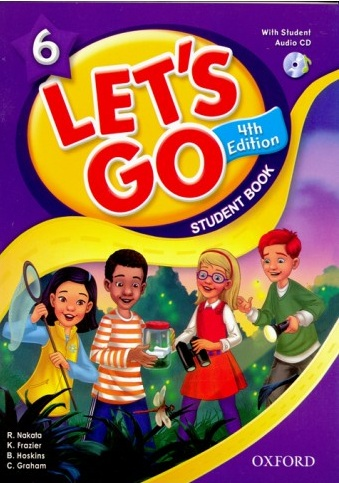 6
With Student
Audio CD
LET'S
GO
4th
Edition
STUDENT BOOK
R. Nakata
K. Frazier
B. Hoskins
C. Graham
OXFORD